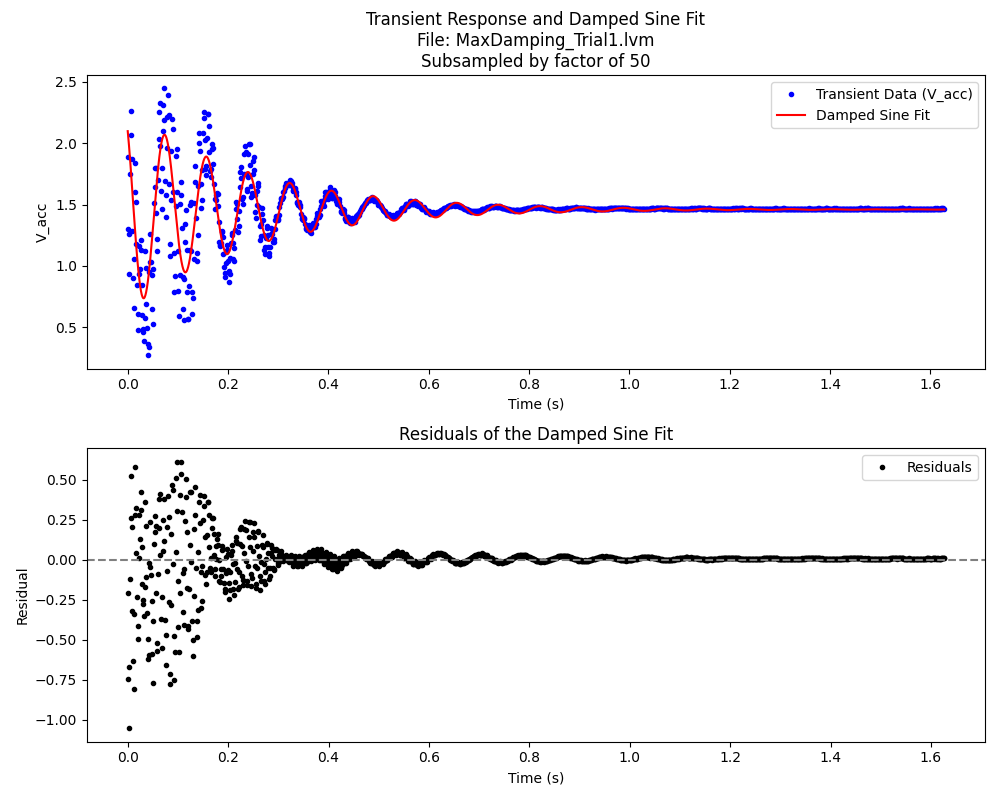 Transient Response and Damped Sine Fit
File: MaxDamping_Trial1.lvm
Subsampled by factor of 50
2.5
2.0
1.5
1.0
0.5
V_acc
Transient Data (V_acc)
Damped Sine Fit
0.0 0.2 0.4 0.6 0.8 1.0 1.2 1.4 1.6
Time (s)
Residuals of the Damped Sine Fit
0.50
0.25
0.00
−0.25
−0.50
−0.75
−1.00
Residual
Residuals
0.0 0.2 0.4 0.6 0.8 1.0 1.2 1.4 1.6
Time (s)